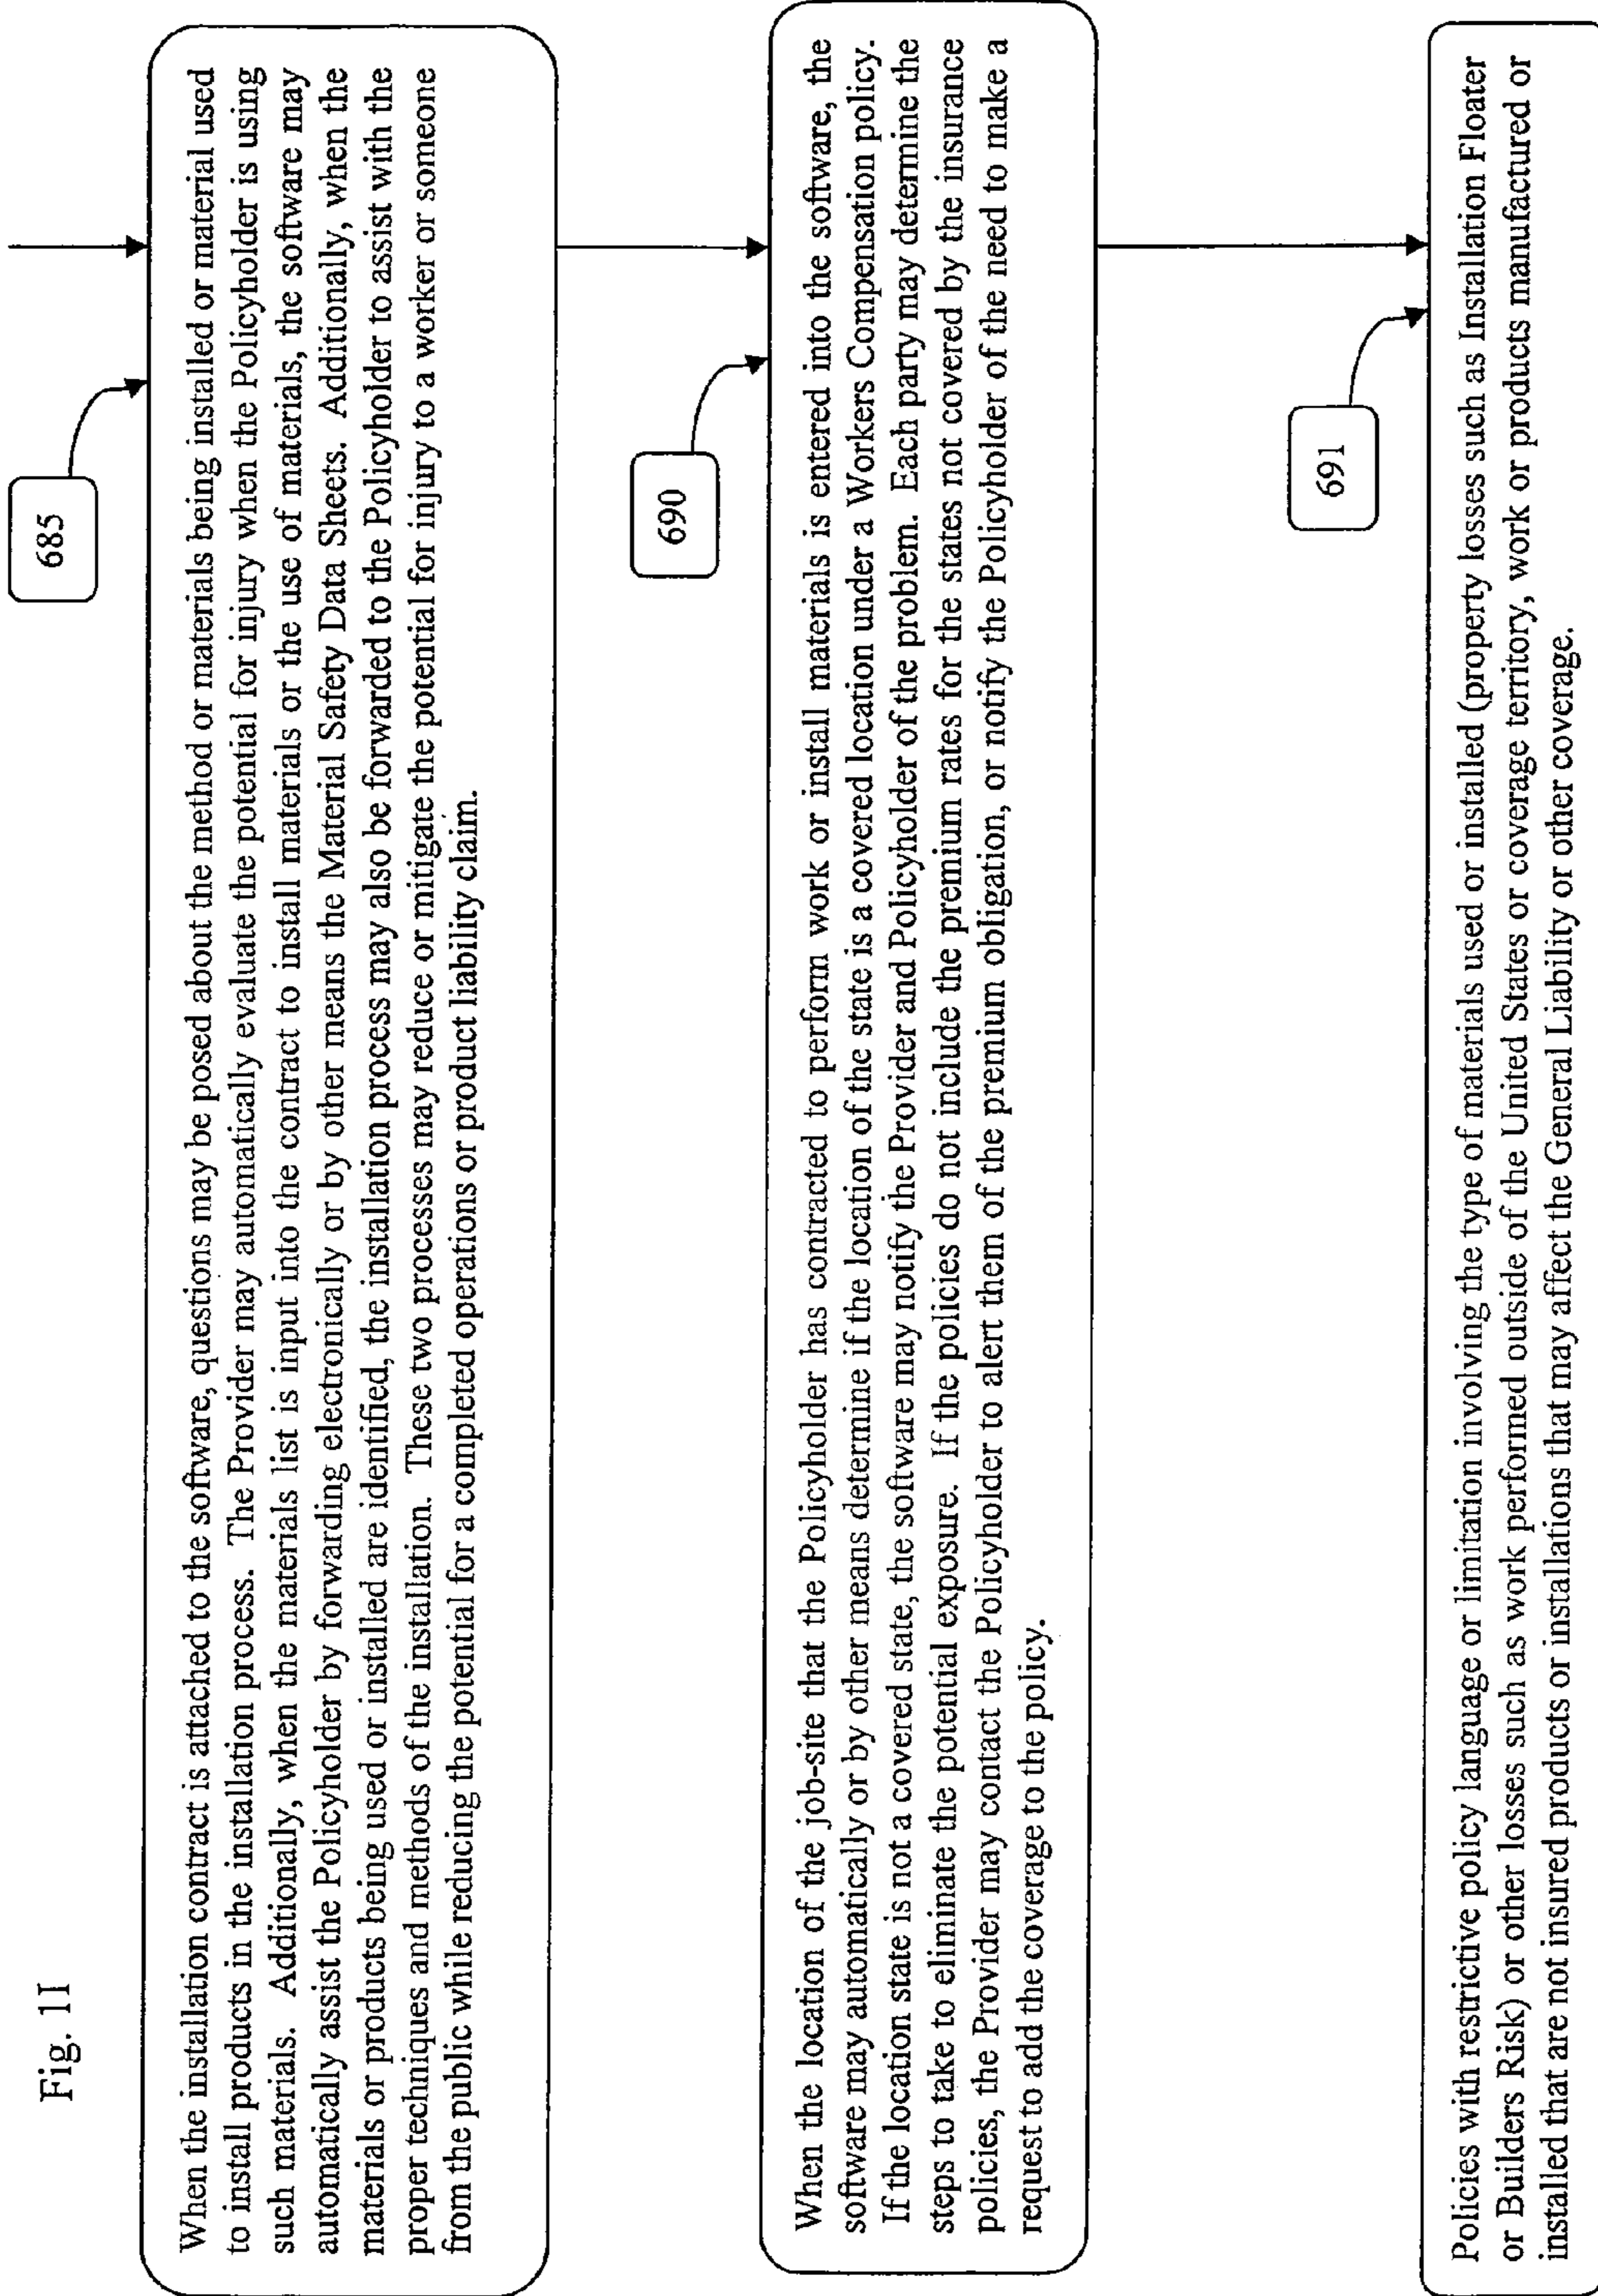 Fig. 1I
685
When the installation contract is attached to the software, questions may be posed about the method or materials being installed or material used
to install products in the installation process. The Provider may automatically evaluate the potential for injury when the Policyholder is using
such materials. Additionally, when the materials list is input into the contract to install materials or the use of materials, the software may
automatically assist the Policyholder by forwarding electronically or by other means the Material Safety Data Sheets. Additionally, when the
materials or products being used or installed are identified, the installation process may also be forwarded to the Policyholder to assist with the
proper techniques and methods of the installation. These two processes may reduce or mitigate the potential for injury to a worker or someone
from the public while reducing the potential for a completed operations or product liability claim.
690
When the location of the job-site that the Policyholder has contracted to perform work or install materials is entered into the software, the
software may automatically or by other means determine if the location of the state is a covered location under a Workers Compensation policy.
If the location state is not a covered state, the software may notify the Provider and Policyholder of the problem. Each party may determine the
steps to take to eliminate the potential exposure. If the policies do not include the premium rates for the states not covered by the insurance
policies, the Provider may contact the Policyholder to alert them of the premium obligation, or notify the Policyholder of the need to make a
request to add the coverage to the policy.
691
Policies with restrictive policy language or limitation involving the type of materials used or installed (property losses such as Installation Floater
or Builders Risk) or other losses such as work performed outside of the United States or coverage territory, work or products manufactured or
installed that are not insured products or installations that may affect the General Liability or other coverage.